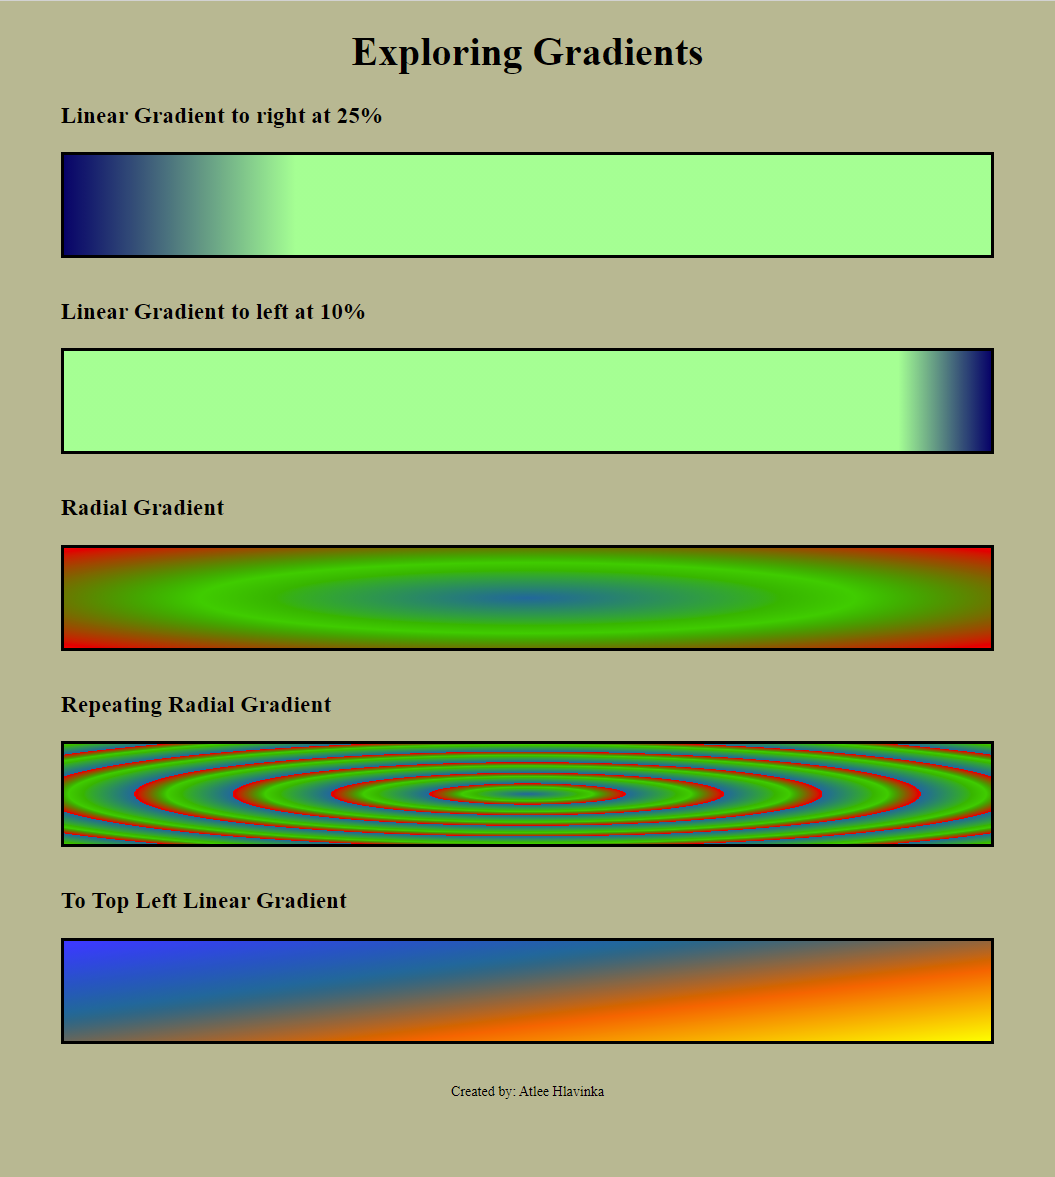 Exploring Gradients
Linear Gradient to right at 25%
Linear Gradient to left at 10%
Radial Gradient
Repeating Radial Gradient
To Top Left Linear Gradient
Created by: Atlee Hlavinka